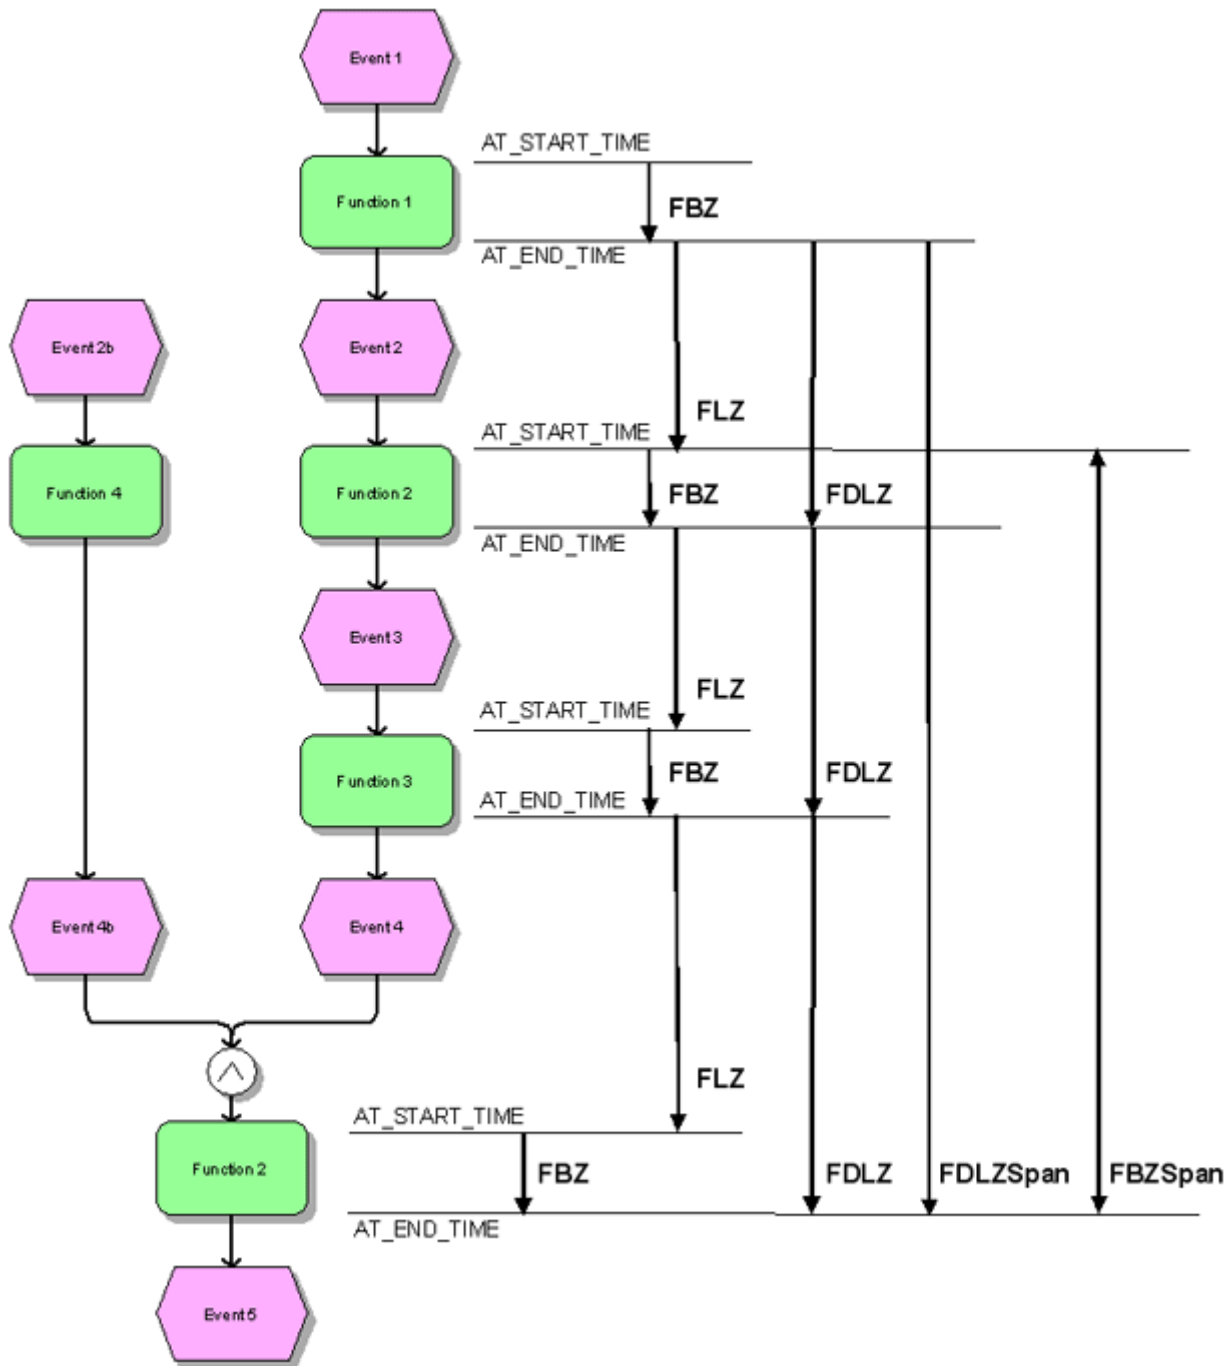 Event 1
AT_START_TIME
Function 1
FBZ
AT_END_TIME
Event 2b
Event 2
FLZ
AT_START_TIME
Function 4
Function 2
FBZ
FDLZ
AT_END_TIME
Event 3
FLZ
AT_START_TIME
Function 3
FBZ
FDLZ
AT_END_TIME
Event 4b
Event 4
FLZ
AT_START_TIME
Function 2
FBZ
FDLZ
FDLZSpan
FBZSpan
AT_END_TIME
Event 5